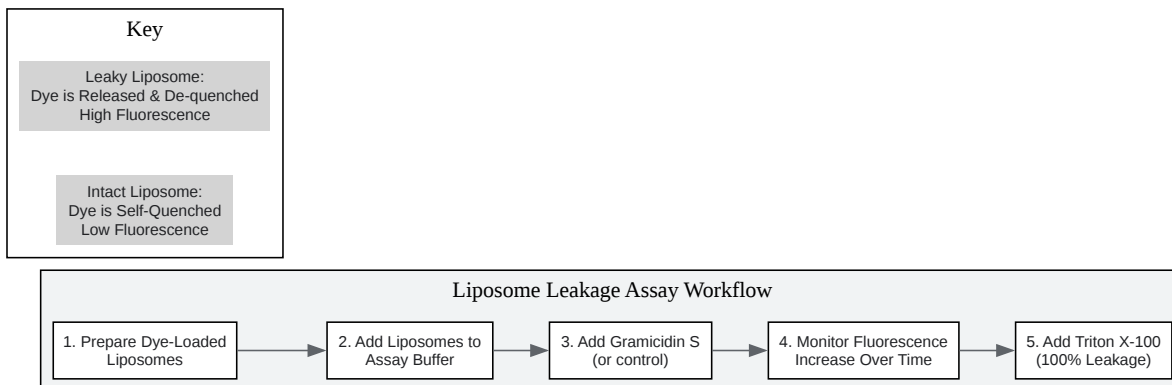 Key
Leaky Liposome:
Dye is Released & De-quenched
High Fluorescence
Intact Liposome:
Dye is Self-Quenched
Low Fluorescence
Liposome Leakage Assay Workflow
1. Prepare Dye-Loaded
Liposomes
2. Add Liposomes to
Assay Buffer
3. Add Gramicidin S
(or control)
4. Monitor Fluorescence
Increase Over Time
5. Add Triton X-100
(100% Leakage)